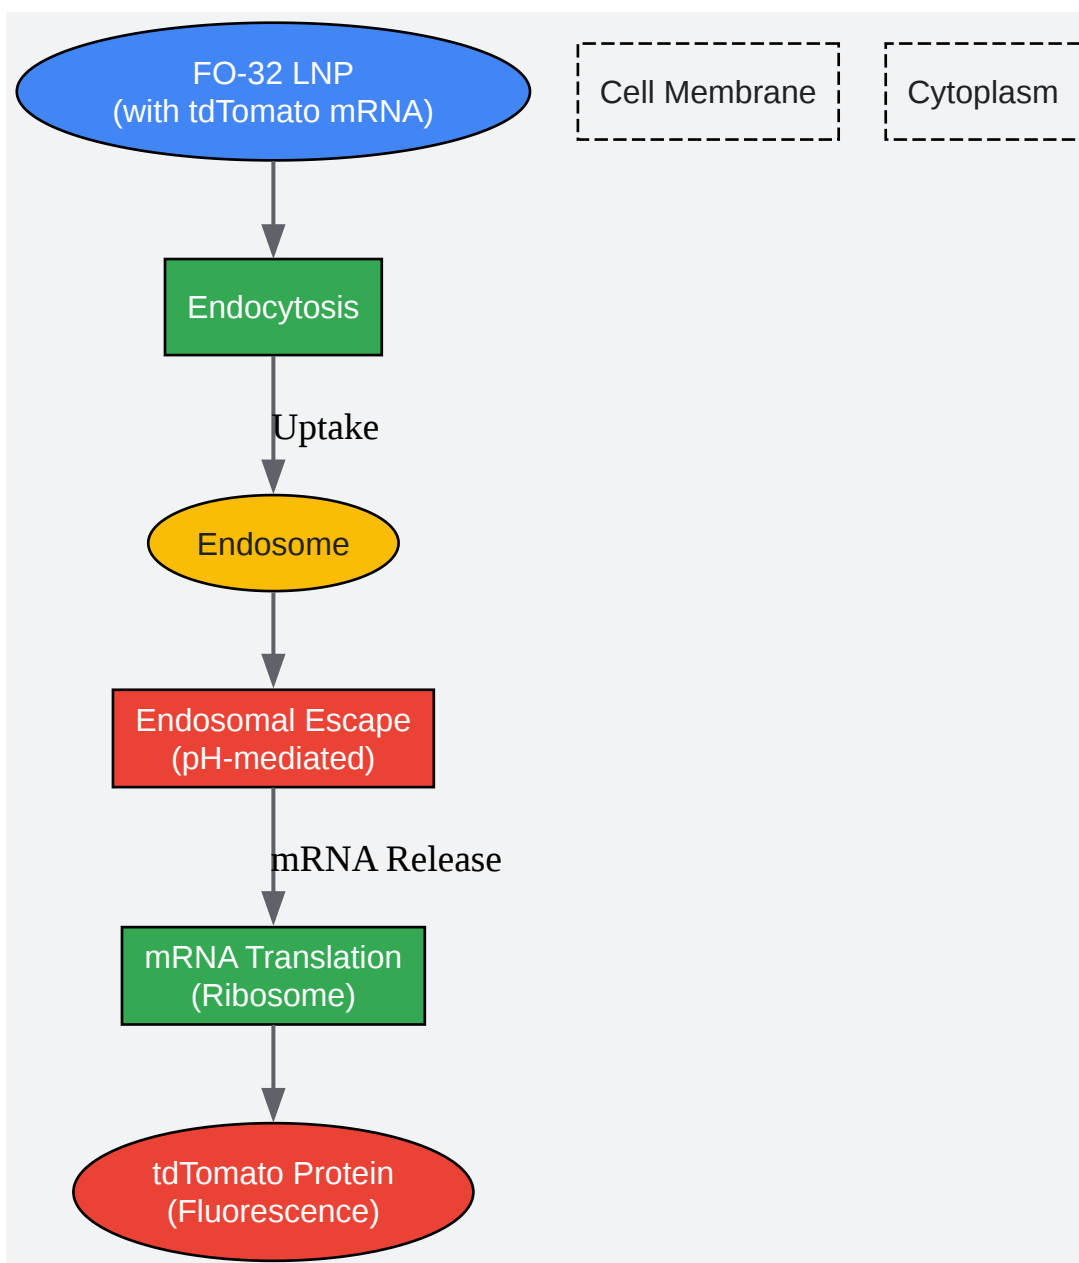 FO-32 LNP
(with tdTomato mRNA)
Cell Membrane
Cytoplasm
Endocytosis
Uptake
Endosome
Endosomal Escape
(pH-mediated)
mRNA Release
mRNA Translation
(Ribosome)
tdTomato Protein
(Fluorescence)